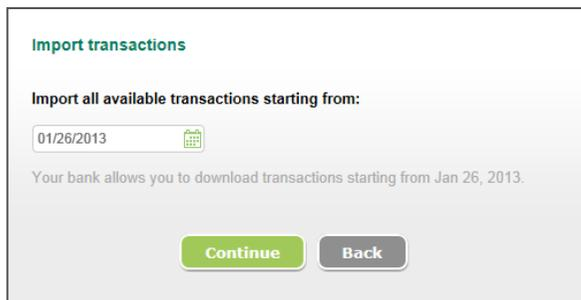 Import transactions
Import all available transactions starting from:
01/26/2013
Your bank allows you to download transactions starting from Jan 26, 2013.
Continue Back